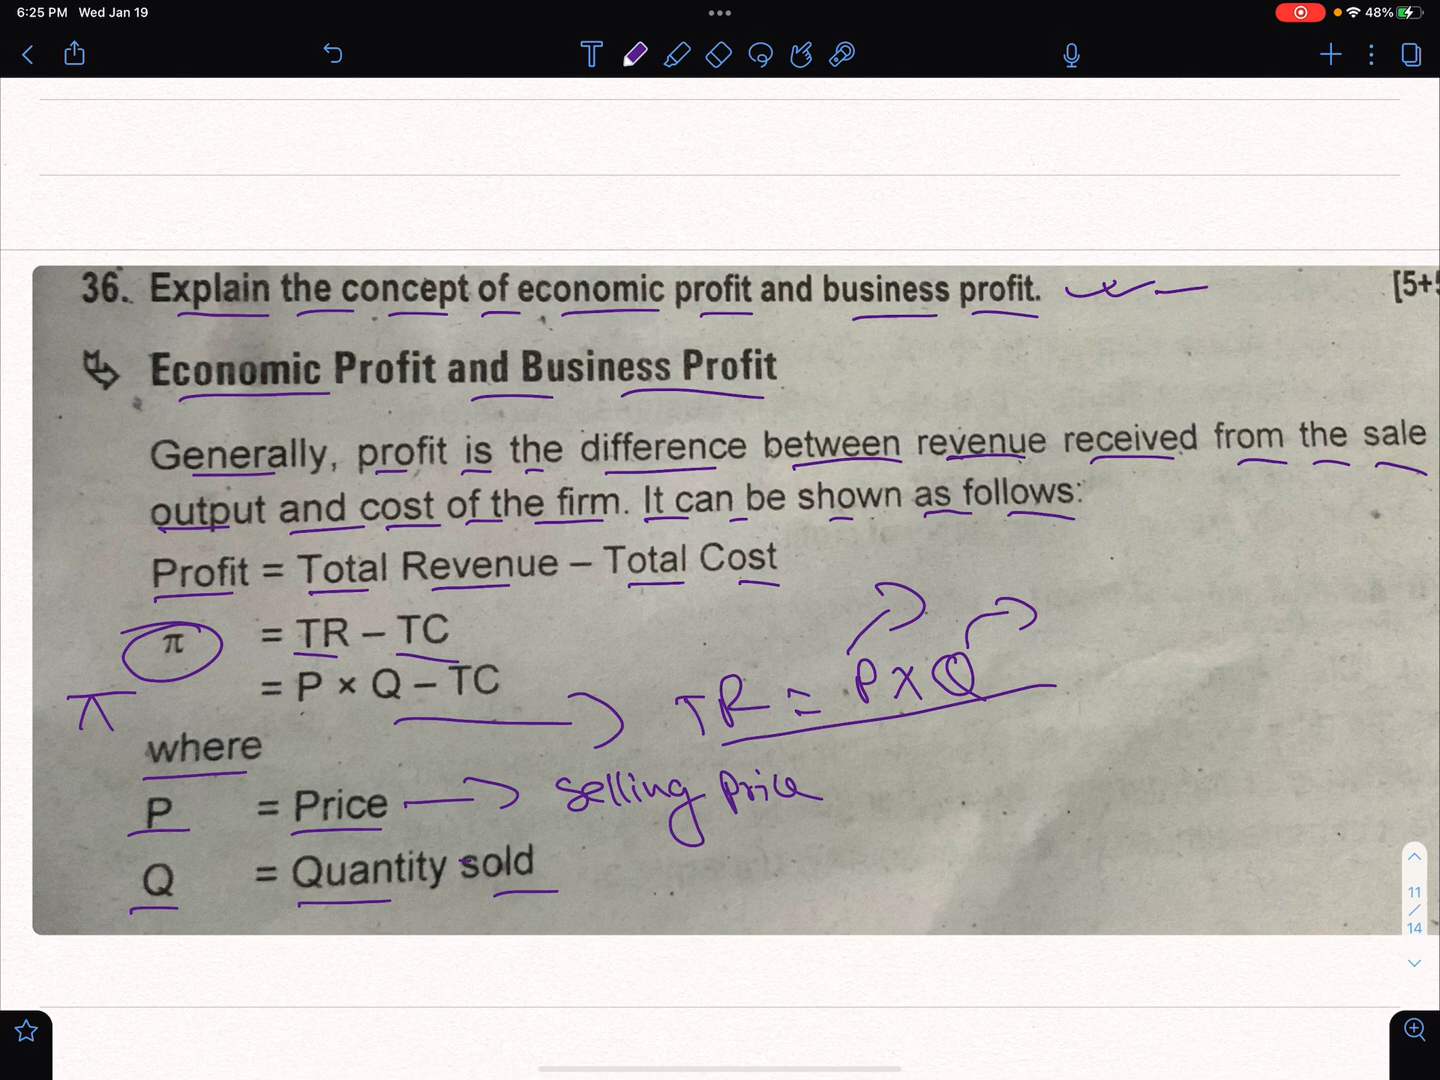 6:25 PM Wed Jan 19
48%
36. Explain the concept of economic profit and business profit.
Economic Profit and Business Profit
Generally, profit is the difference between revenue received from the sale
output and cost of the firm. It can be shown as follows:
Profit = Total Revenue – Total Cost
π = TR – TC
= P × Q – TC
TR = P X Q
π
where
P = Price
selling price
Q = Quantity sold
11
/
14